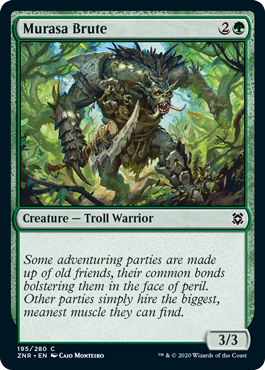 Murasa Brute 2
Creature — Troll Warrior
Some adventuring parties are made
up of old friends, their common bonds
bolstering them in the face of peril.
Other parties simply hire the biggest,
meanest muscle they can find.
3/3
195/280 C
ZNR • EN Caio Monteiro
™ & © 2020 Wizards of the Coast